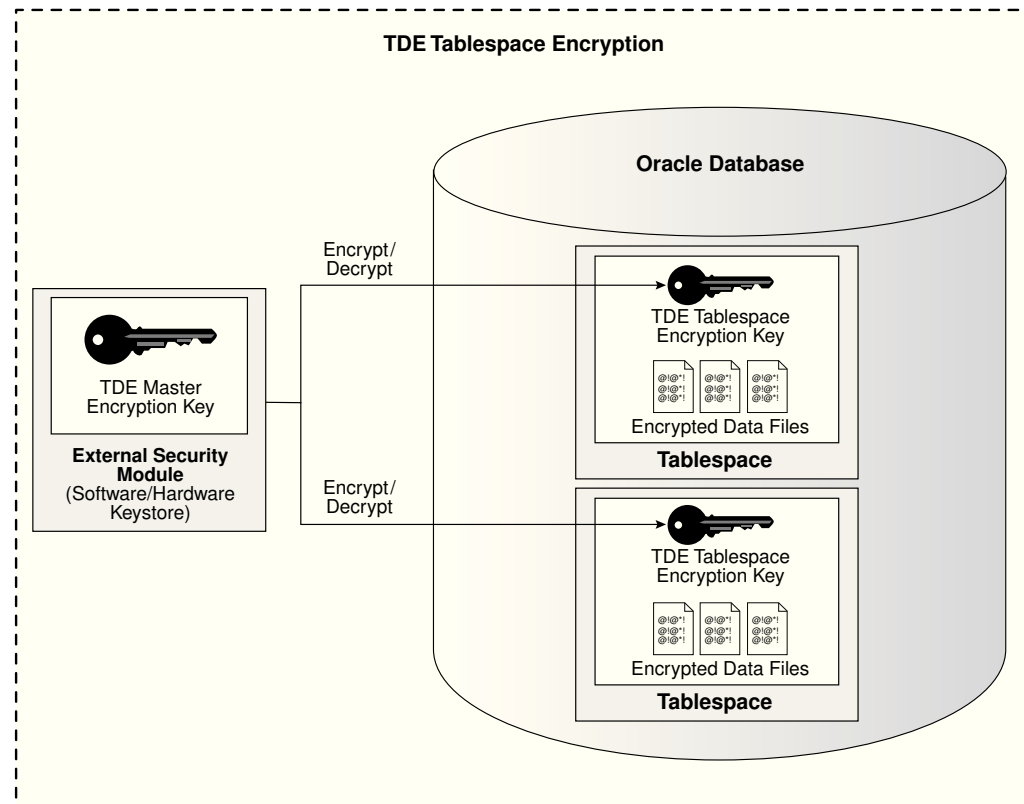 TDE Tablespace Encryption
Oracle Database
Encrypt/
Decrypt
TDE Tablespace
Encryption Key
@!@*!
@!@*!
@!@*!
@!@*!
@!@*!
@!@*!
@!@*!
@!@*!
@!@*!
Encrypted Data Files
Tablespace
TDE Master
Encryption Key
External Security
Module
(Software/Hardware
Keystore)
Encrypt/
Decrypt
TDE Tablespace
Encryption Key
@!@*!
@!@*!
@!@*!
@!@*!
@!@*!
@!@*!
@!@*!
@!@*!
@!@*!
Encrypted Data Files
Tablespace